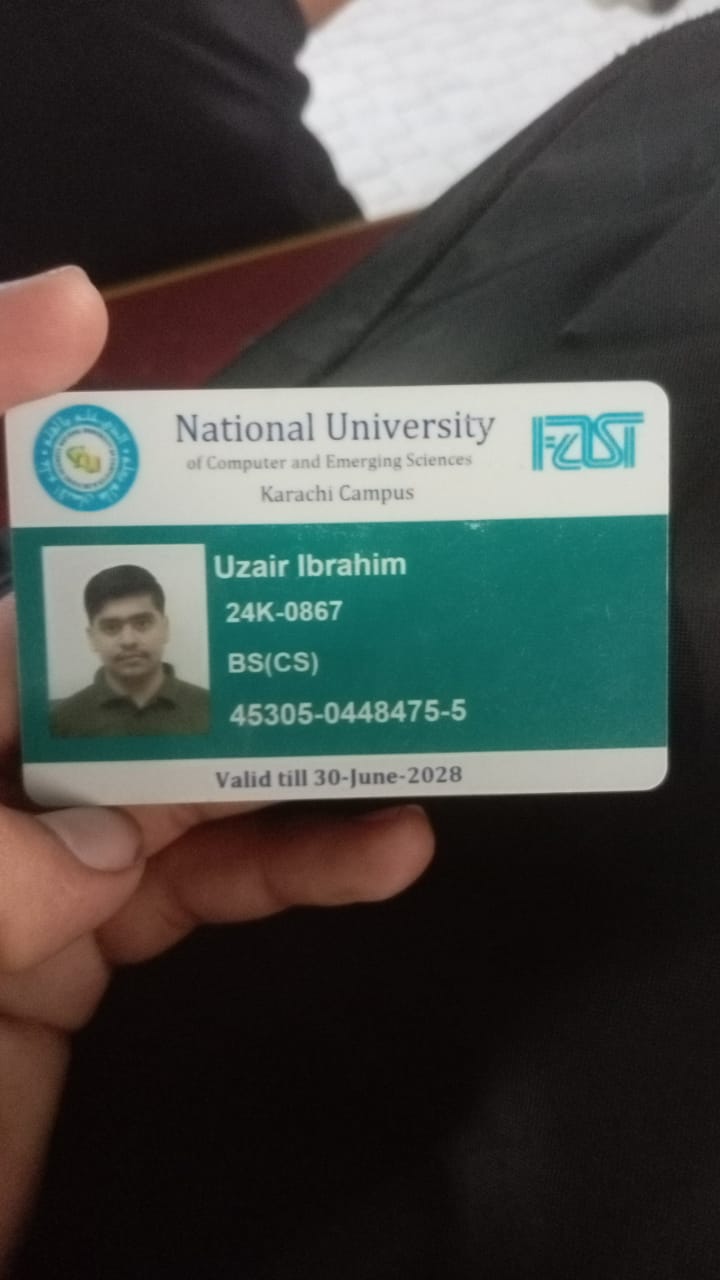 National University
FAST
of Computer and Emerging Sciences
Karachi Campus
Uzair Ibrahim
24K-0867
BS(CS)
45305-0448475-5
Valid till 30-June-2028